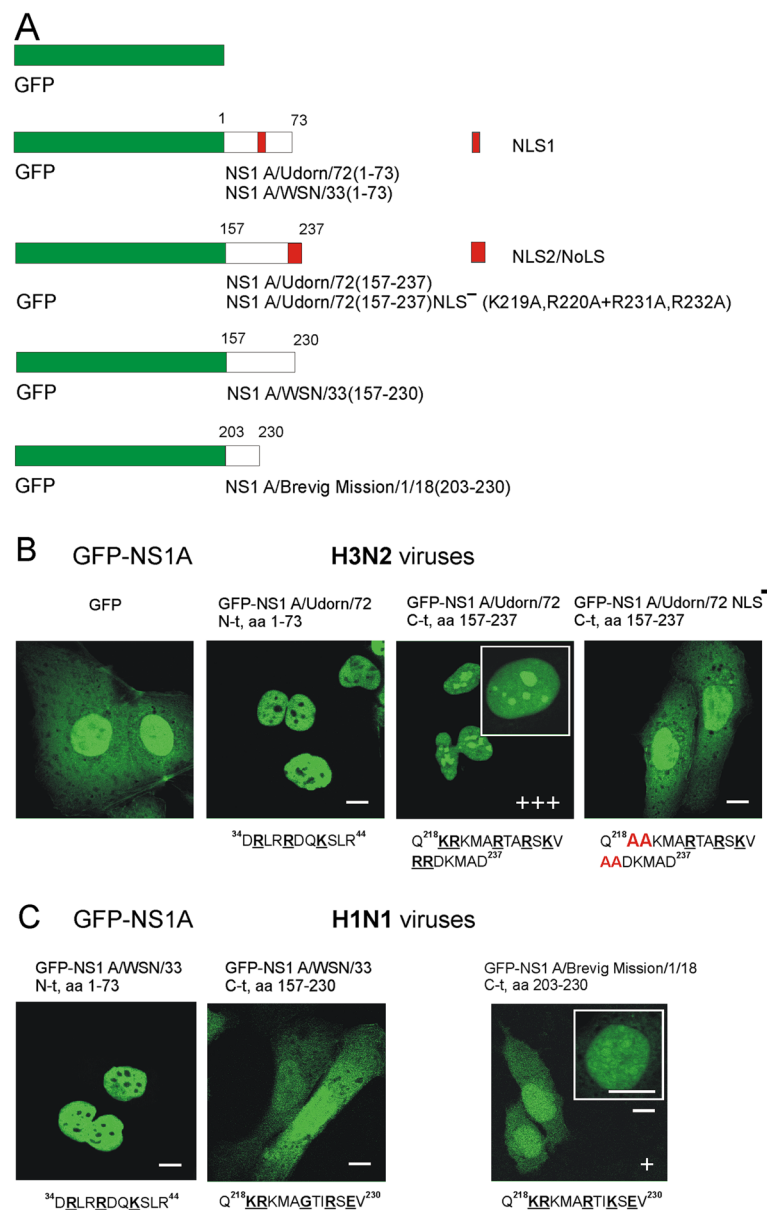 A
GFP
1 73
GFP
NLS1
NS1 A/Udorn/72(1-73)
NS1 A/WSN/33(1-73)
157 237
NLS2/NoLS
NS1 A/Udorn/72(157-237)
GFP
NS1 A/Udorn/72(157-237)NLS⁻ (K219A,R220A+R231A,R232A)
157 230
GFP
NS1 A/WSN/33(157-230)
203 230
GFP
NS1 A/Brevig Mission/1/18(203-230)
B GFP-NS1A H3N2 viruses
GFP
GFP-NS1 A/Udorn/72
N-t, aa 1-73
GFP-NS1 A/Udorn/72
C-t, aa 157-237
GFP-NS1 A/Udorn/72 NLS⁻
C-t, aa 157-237
+++
³⁴DRLRRDQKSLR⁴⁴
Q²¹⁸KRKMARTARSKV
RRDKMAD²³⁷
Q²¹⁸AAKMARTARSKV
AADKMAD²³⁷
C GFP-NS1A H1N1 viruses
GFP-NS1 A/WSN/33
N-t, aa 1-73
GFP-NS1 A/WSN/33
C-t, aa 157-230
GFP-NS1 A/Brevig Mission/1/18
C-t, aa 203-230
+
³⁴DRLRRDQKSLR⁴⁴
Q²¹⁸KRKMAGTIRSEV²³⁰
Q²¹⁸KRKMARTIKSEV²³⁰